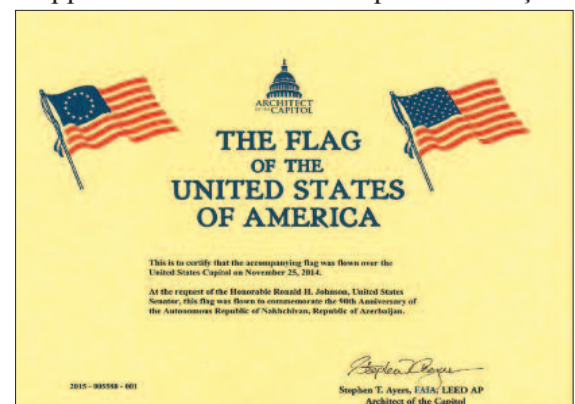 ARCHITECT
OF THE CAPITOL
THE FLAG
OF THE
UNITED STATES
OF AMERICA
This is to certify that the accompanying flag was flown over the
United States Capitol on November 25, 2014.
At the request of the Honorable Ronald H. Johnson, United States
Senator, this flag was flown to commemorate the 90th Anniversary of
the Autonomous Republic of Nakhchivan, Republic of Azerbaijan.
2015 - 005588 - 001
Stephen T. Ayers, FAIA, LEED AP
Architect of the Capitol